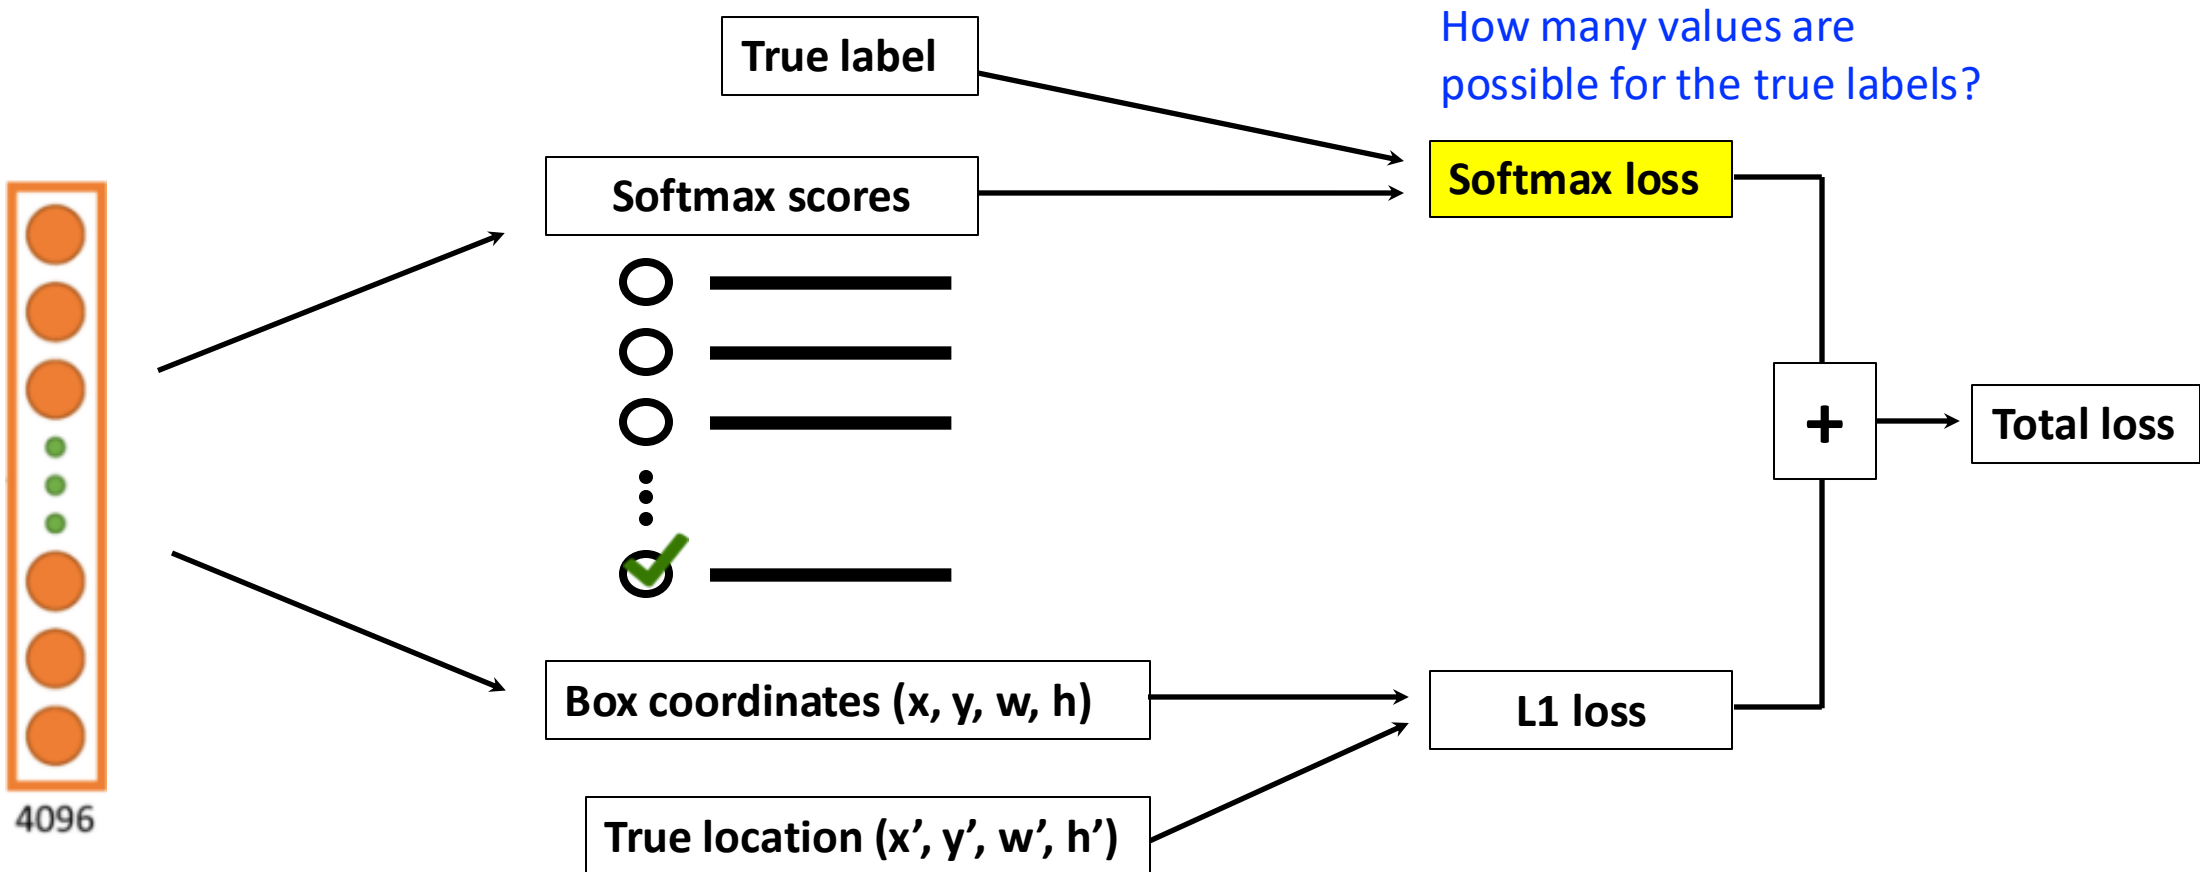 How many values are
possible for the true labels?
True label
Softmax scores
Softmax loss
+
Total loss
Box coordinates (x, y, w, h)
L1 loss
True location (x’, y’, w’, h’)
4096